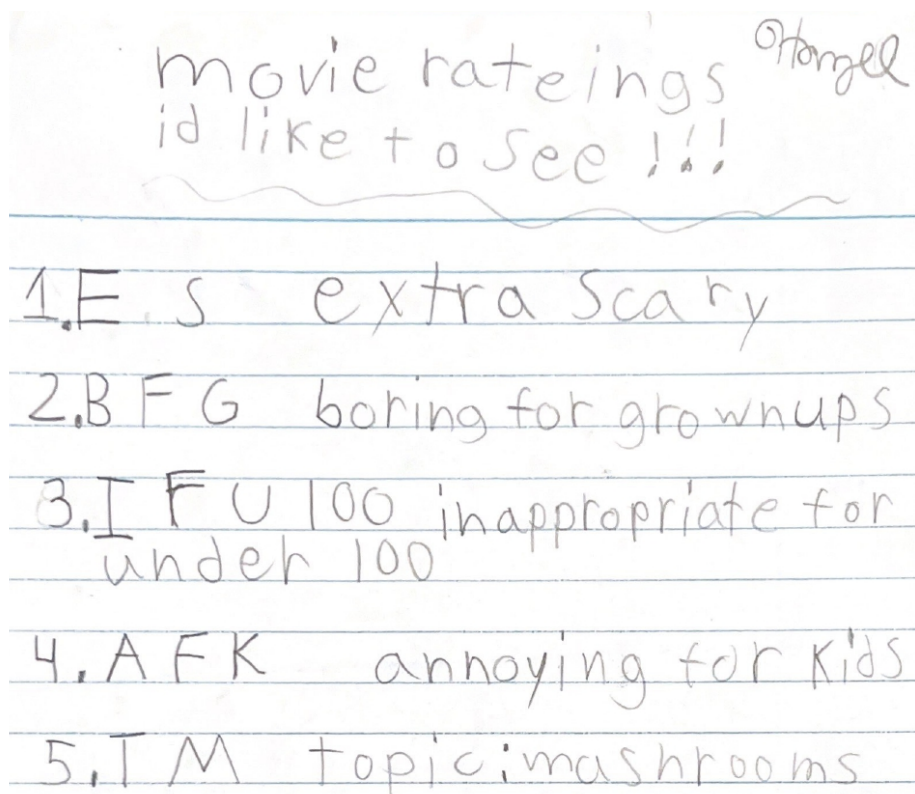 movie rateings
id like to see !!!
1. E S extra scary
2. B F G boring for grownups
3. I F U 100 inappropriate for
under 100
4. A F K annoying for kids
5. T M topic: mashrooms